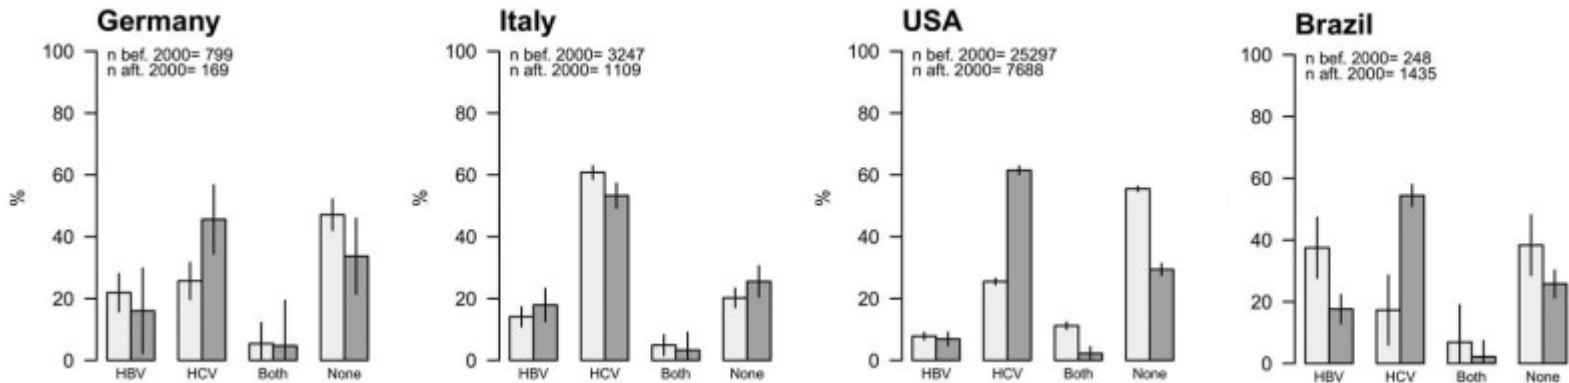 Germany
n bef. 2000= 799
n aft. 2000= 169
100
80
60
40
20
0
%
HBV HCV Both None
Italy
n bef. 2000= 3247
n aft. 2000= 1109
100
80
60
40
20
0
%
HBV HCV Both None
USA
n bef. 2000= 25297
n aft. 2000= 7688
100
80
60
40
20
0
%
HBV HCV Both None
Brazil
n bef. 2000= 248
n aft. 2000= 1435
100
80
60
40
20
0
HBV HCV Both None